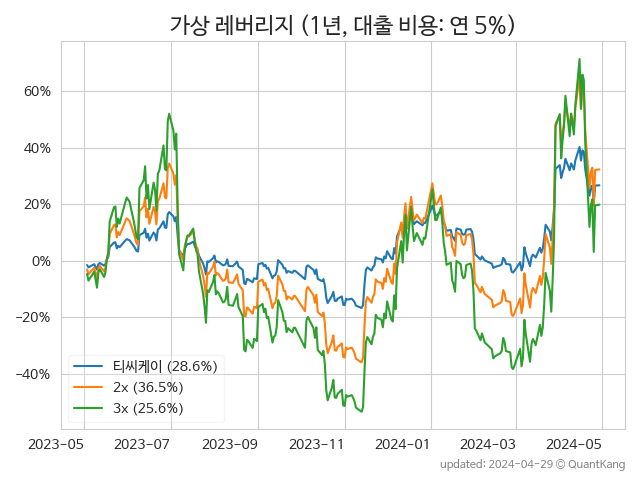 가상 레버리지 (1년, 대출 비용: 연 5%)
60%
40%
20%
0%
−20%
−40%
티씨케이 (28.6%)
2x (36.5%)
3x (25.6%)
2023-05
2023-07
2023-09
2023-11
2024-01
2024-03
2024-05
updated: 2024-04-29 © QuantKang